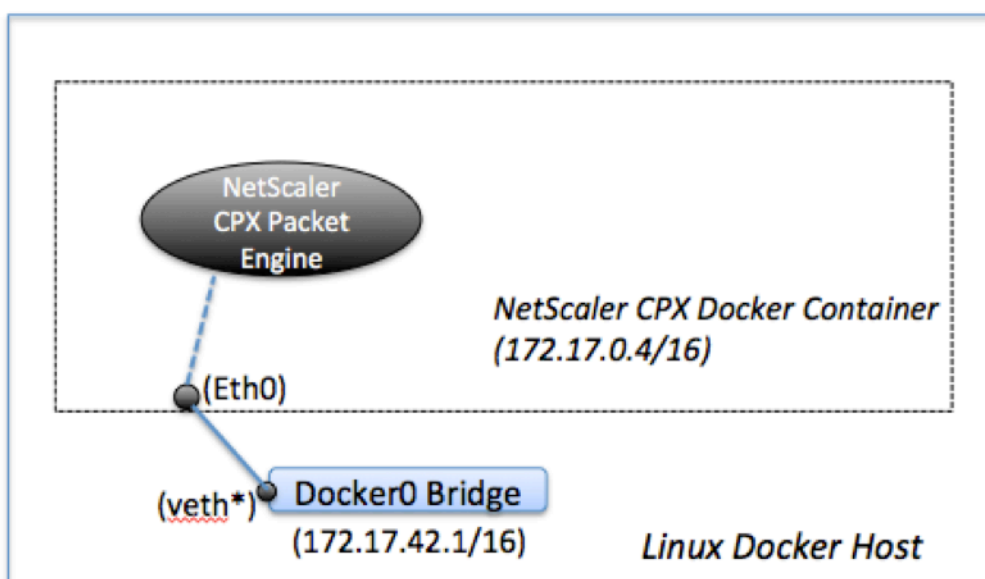 NetScaler
CPX Packet
Engine
NetScaler CPX Docker Container
(172.17.0.4/16)
(Eth0)
(veth*)
Docker0 Bridge
(172.17.42.1/16)
Linux Docker Host